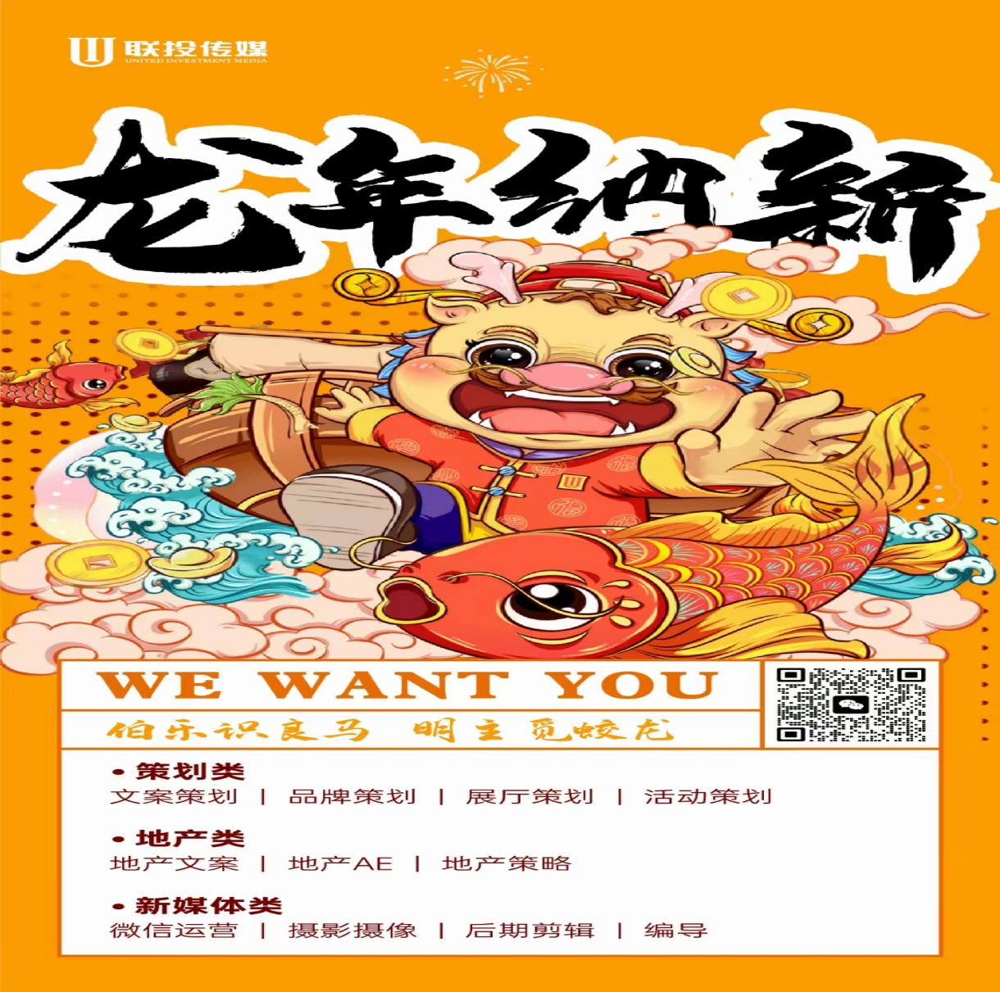 联投传媒
UNITED INVESTMENT MEDIA
龙年纳新
WE WANT YOU
伯乐识良马 明主觅蛟龙
• 策划类
文案策划 | 品牌策划 | 展厅策划 | 活动策划
• 地产类
地产文案 | 地产AE | 地产策略
• 新媒体类
微信运营 | 摄影摄像 | 后期剪辑 | 编导